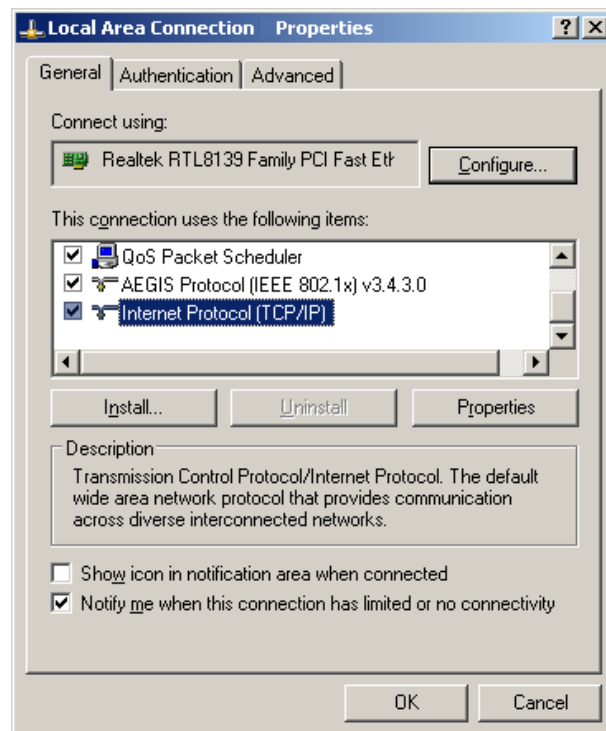 Local Area Connection Properties
General Authentication Advanced
Connect using:
Realtek RTL8139 Family PCI Fast Eth
Configure...
This connection uses the following items:
QoS Packet Scheduler
AEGIS Protocol (IEEE 802.1x) v3.4.3.0
Internet Protocol (TCP/IP)
Install... Uninstall Properties
Description
Transmission Control Protocol/Internet Protocol. The default
wide area network protocol that provides communication
across diverse interconnected networks.
Show icon in notification area when connected
Notify me when this connection has limited or no connectivity
OK Cancel